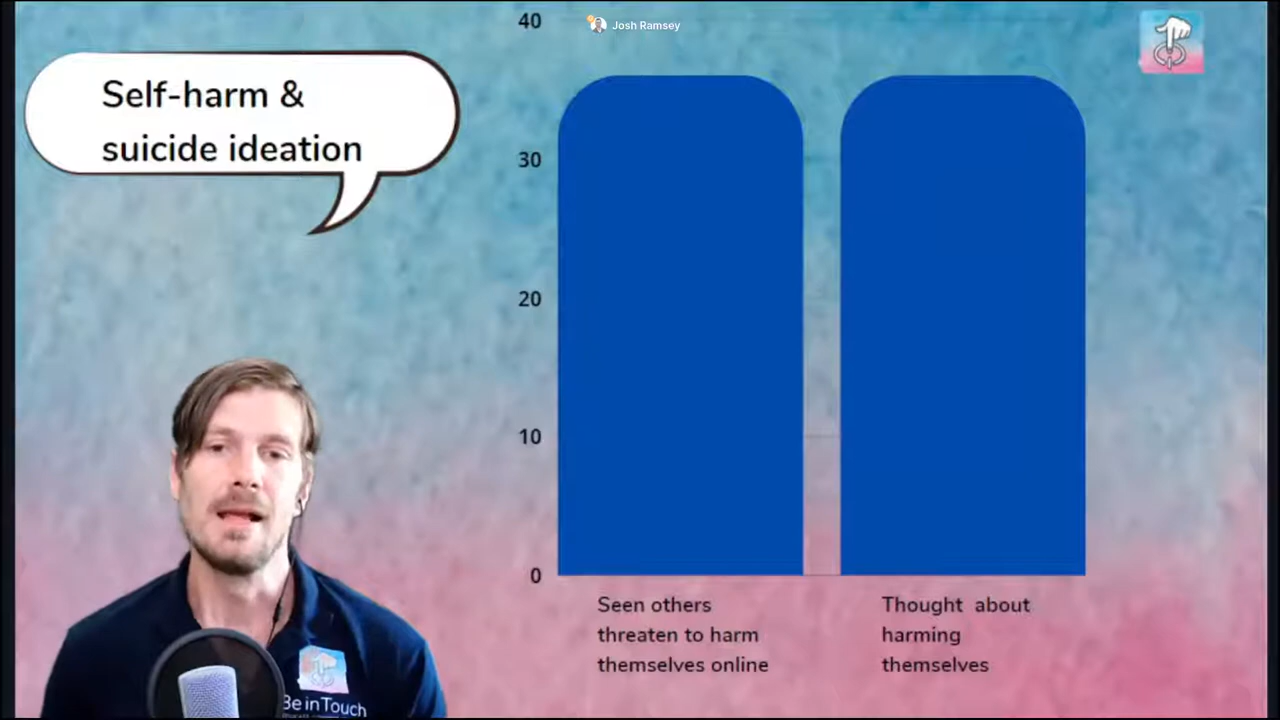 Josh Ramsey
Self-harm &
suicide ideation
40
30
20
10
0
Seen others
threaten to harm
themselves online
Thought about
harming
themselves
Be in Touch